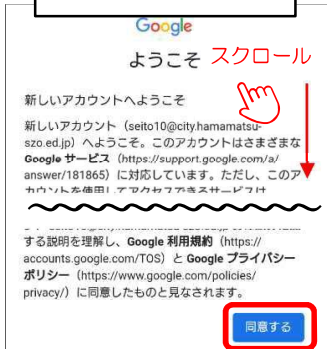 Google
ようこそ
スクロール
新しいアカウントへようこそ
新しいアカウント（seito10@city.hamamatsu-
szo.ed.jp）へようこそ。このアカウントはさまざまな
Google サービス（https://support.google.com/a/
answer/181865）に対応しています。ただし、このア
カウントを使用してアクセスできるサービスは
する説明を理解し、Google 利用規約（https://
accounts.google.com/TOS）と Google プライバシー
ポリシー（https://www.google.com/policies/
privacy/）に同意したものと見なされます。
同意する